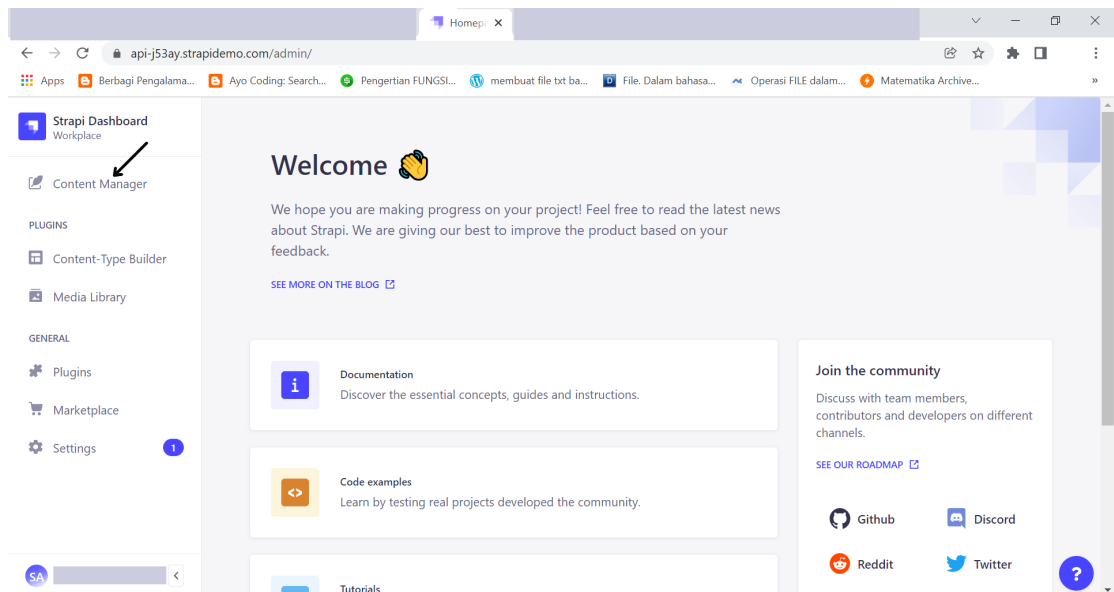 Homep
api-j53ay.strapidemo.com/admin/
Apps Berbagi Pengalama... Ayo Coding: Search... Pengertian FUNGSI... membuat file txt ba... File. Dalam bahasa... Operasi FILE dalam... Matematika Archive... »
Strapi Dashboard
Workplace
Content Manager
PLUGINS
Content-Type Builder
Media Library
GENERAL
Plugins
Marketplace
Settings 1
SA
Welcome
We hope you are making progress on your project! Feel free to read the latest news
about Strapi. We are giving our best to improve the product based on your
feedback.
SEE MORE ON THE BLOG
i
Documentation
Discover the essential concepts, guides and instructions.
<>
Code examples
Learn by testing real projects developed the community.
Tutorials
Join the community
Discuss with team members,
contributors and developers on different
channels.
SEE OUR ROADMAP
Github Discord
Reddit Twitter
?